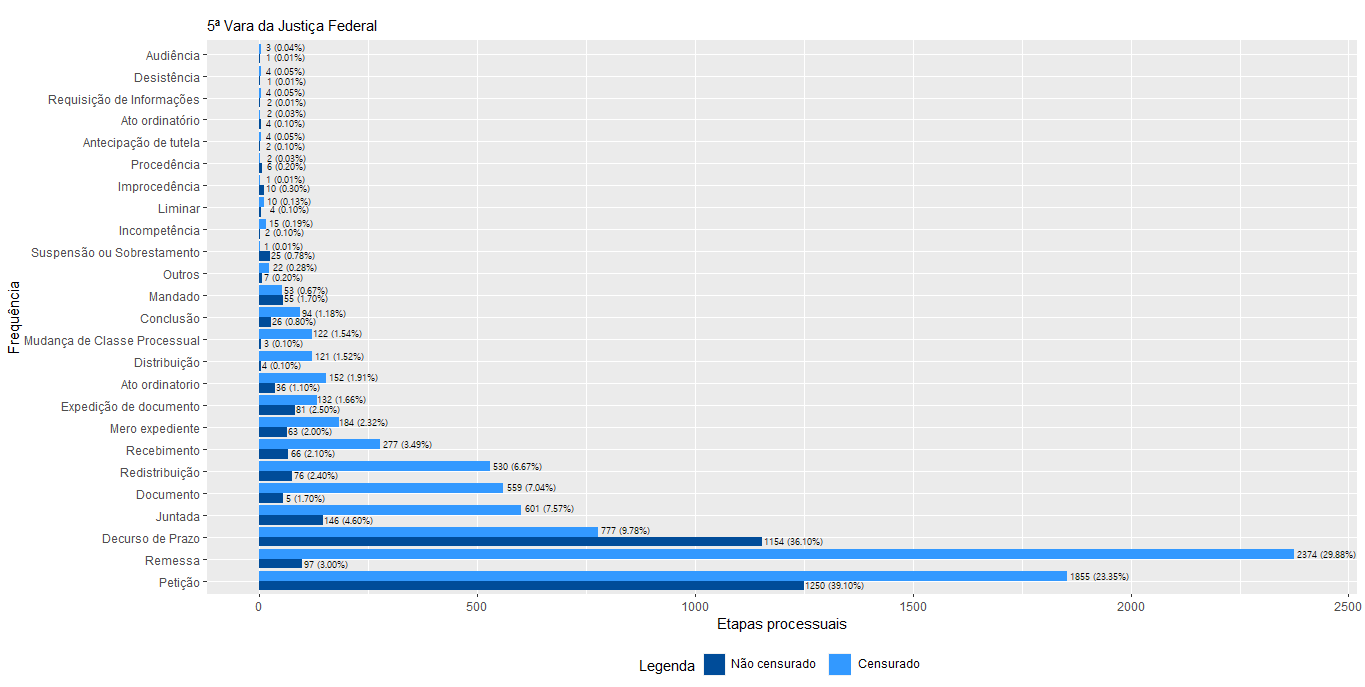 5ª Vara da Justiça Federal
Audiência
3 (0.04%)
1 (0.01%)
Desistência
4 (0.05%)
1 (0.01%)
Requisição de Informações
4 (0.05%)
2 (0.01%)
Ato ordinatório
2 (0.03%)
4 (0.10%)
Antecipação de tutela
4 (0.05%)
2 (0.10%)
Procedência
2 (0.03%)
6 (0.20%)
Improcedência
1 (0.01%)
10 (0.30%)
Liminar
10 (0.13%)
4 (0.10%)
Incompetência
15 (0.19%)
2 (0.10%)
Suspensão ou Sobrestamento
1 (0.01%)
25 (0.78%)
Outros
22 (0.28%)
7 (0.20%)
Mandado
53 (0.67%)
55 (1.70%)
Conclusão
94 (1.18%)
26 (0.80%)
Mudança de Classe Processual
122 (1.54%)
3 (0.10%)
Distribuição
121 (1.52%)
4 (0.10%)
Ato ordinatorio
152 (1.91%)
36 (1.10%)
Expedição de documento
132 (1.66%)
81 (2.50%)
Mero expediente
184 (2.32%)
63 (2.00%)
Recebimento
277 (3.49%)
66 (2.10%)
Redistribuição
530 (6.67%)
76 (2.40%)
Documento
559 (7.04%)
5 (1.70%)
Juntada
601 (7.57%)
146 (4.60%)
Decurso de Prazo
777 (9.78%)
1154 (36.10%)
Remessa
2374 (29.88%)
97 (3.00%)
Petição
1855 (23.35%)
1250 (39.10%)
Frequência
0 500 1000 1500 2000 2500
Etapas processuais
Legenda Não censurado Censurado